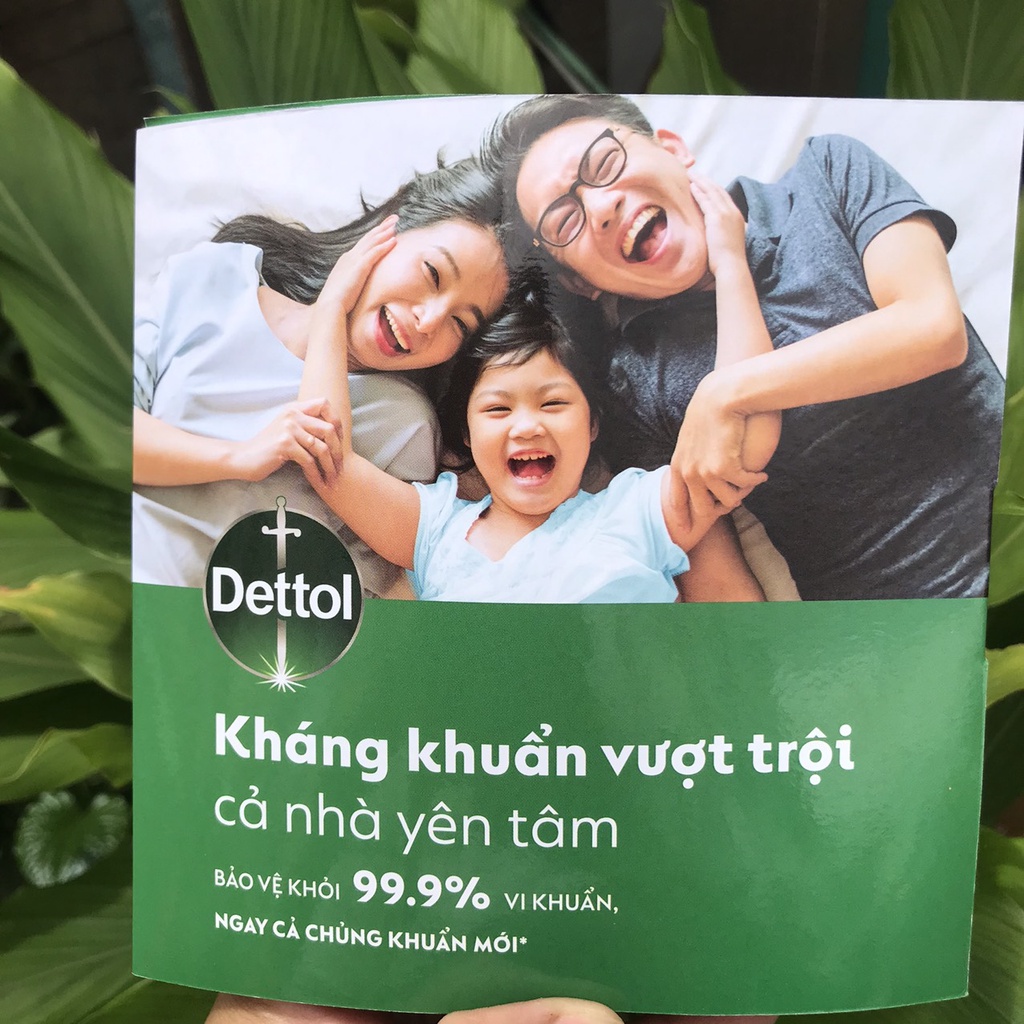 Dettol
Kháng khuẩn vượt trội
cả nhà yên tâm
BẢO VỆ KHỎI 99.9% VI KHUẨN,
NGAY CẢ CHỦNG KHUẨN MỚI*